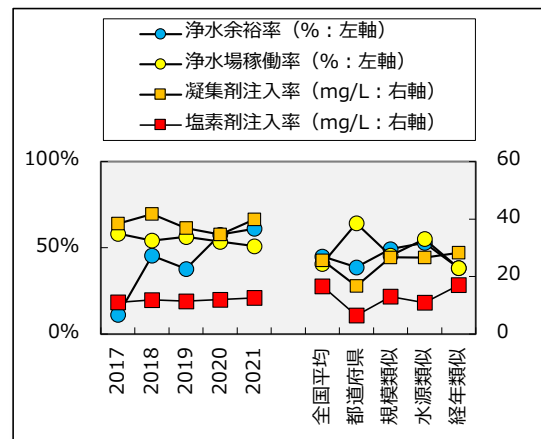 浄水余裕率（%：左軸）
浄水場稼働率（%：左軸）
凝集剤注入率（mg/L：右軸）
塩素剤注入率（mg/L：右軸）
100%
50%
0%
60
40
20
0
2017
2018
2019
2020
2021
全国平均
都道府県
規模類似
水源類似
経年類似